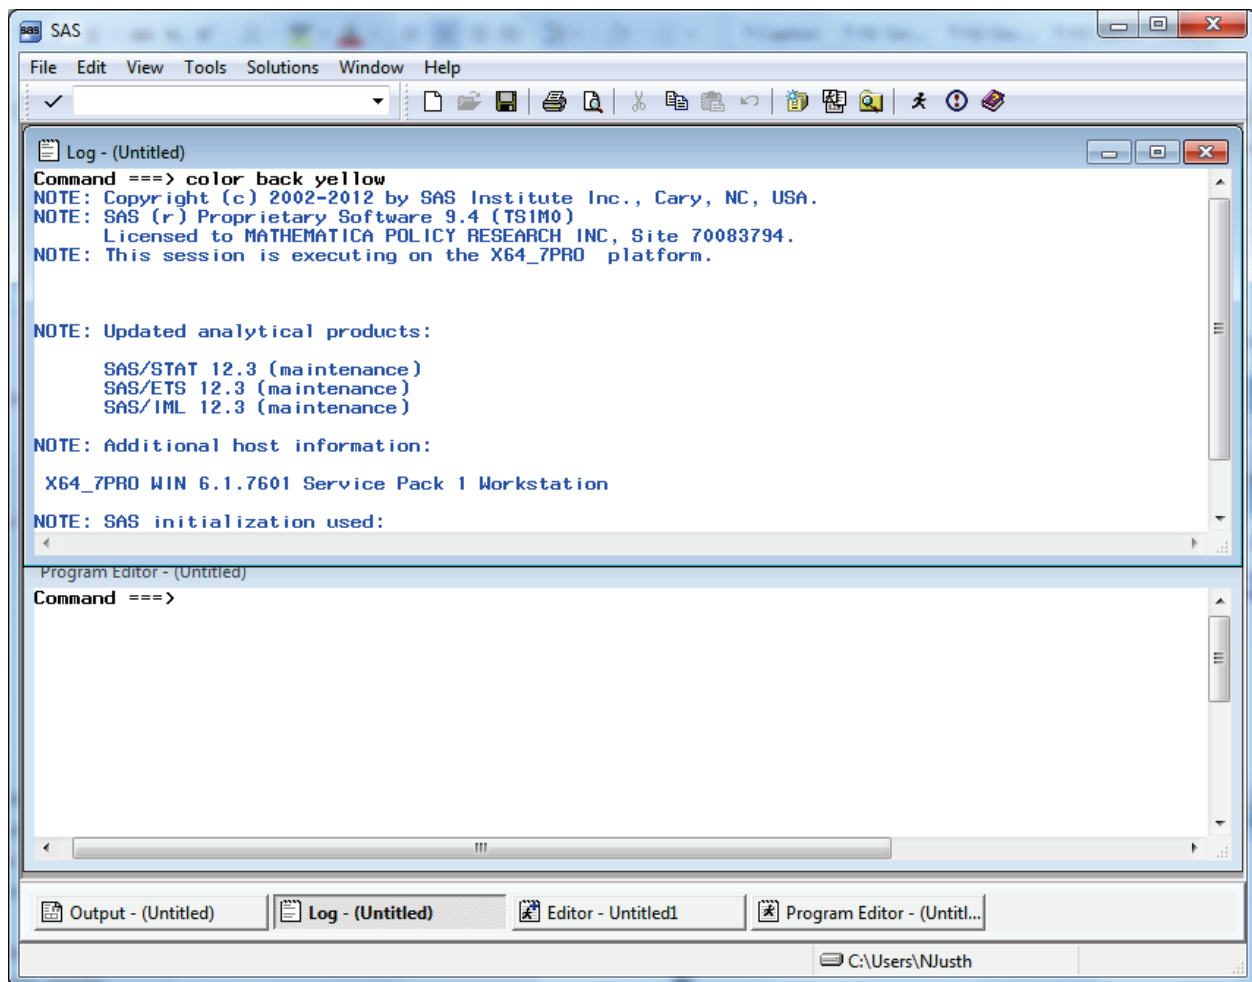 sas SAS
File Edit View Tools Solutions Window Help
Log - (Untitled)
Command ===> color back yellow
NOTE: Copyright (c) 2002-2012 by SAS Institute Inc., Cary, NC, USA.
NOTE: SAS (r) Proprietary Software 9.4 (TS1M0)
      Licensed to MATHEMATICA POLICY RESEARCH INC, Site 70083794.
NOTE: This session is executing on the X64_7PRO  platform.
NOTE: Updated analytical products:
      SAS/STAT 12.3 (maintenance)
      SAS/ETS 12.3 (maintenance)
      SAS/IML 12.3 (maintenance)
NOTE: Additional host information:
 X64_7PRO WIN 6.1.7601 Service Pack 1 Workstation
NOTE: SAS initialization used:
Program Editor - (Untitled)
Command ===>
Output - (Untitled) Log - (Untitled) Editor - Untitled1 Program Editor - (Untitl...
C:\Users\NJusth